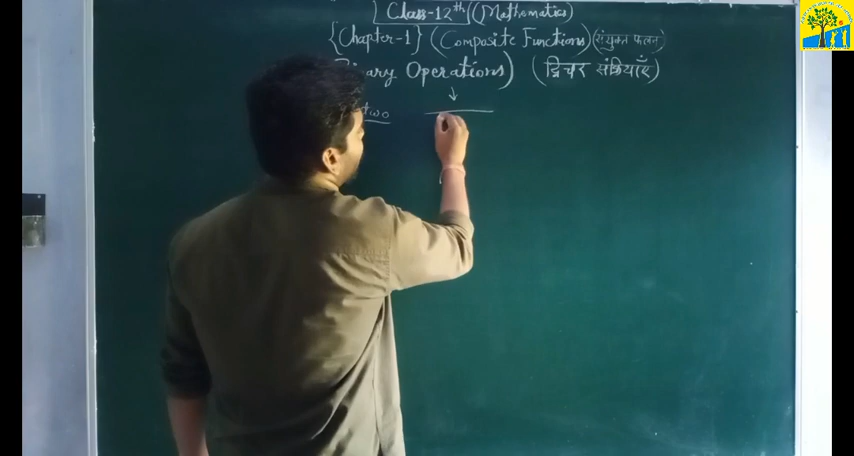 Class-12th (Mathematics)
{Chapter-1} (Composite Functions) (संयुक्त फलन)
Binary Operations) (द्विचर संक्रियाएँ)
two